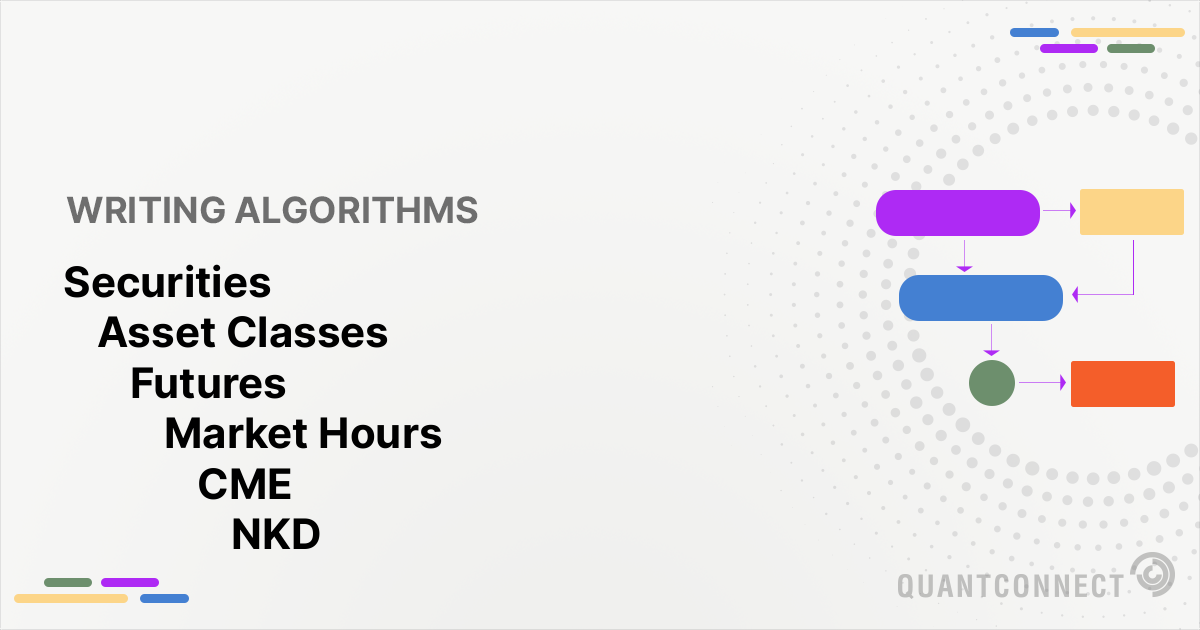 WRITING ALGORITHMS
Securities
Asset Classes
Futures
Market Hours
CME
NKD
QUANTCONNECT